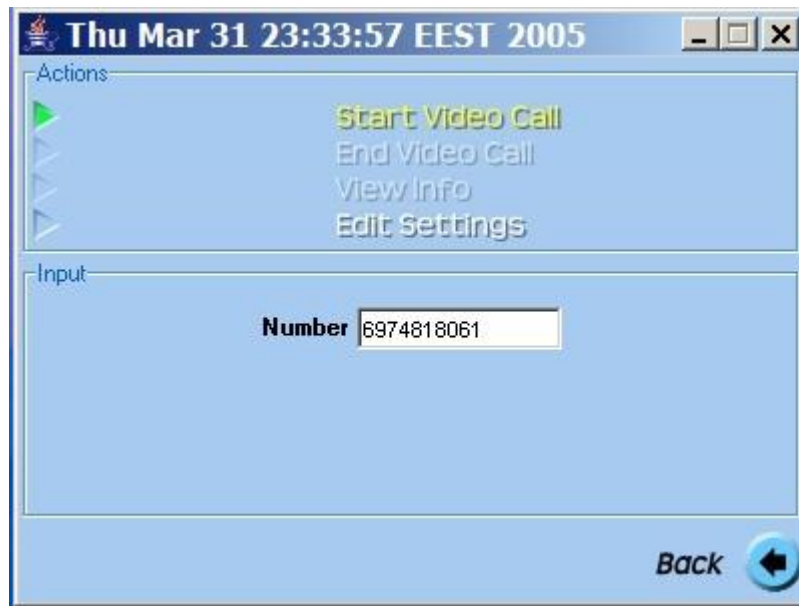 Thu Mar 31 23:33:57 EEST 2005
Actions
Start Video Call
End Video Call
View Info
Edit Settings
Input
Number 6974818061
Back